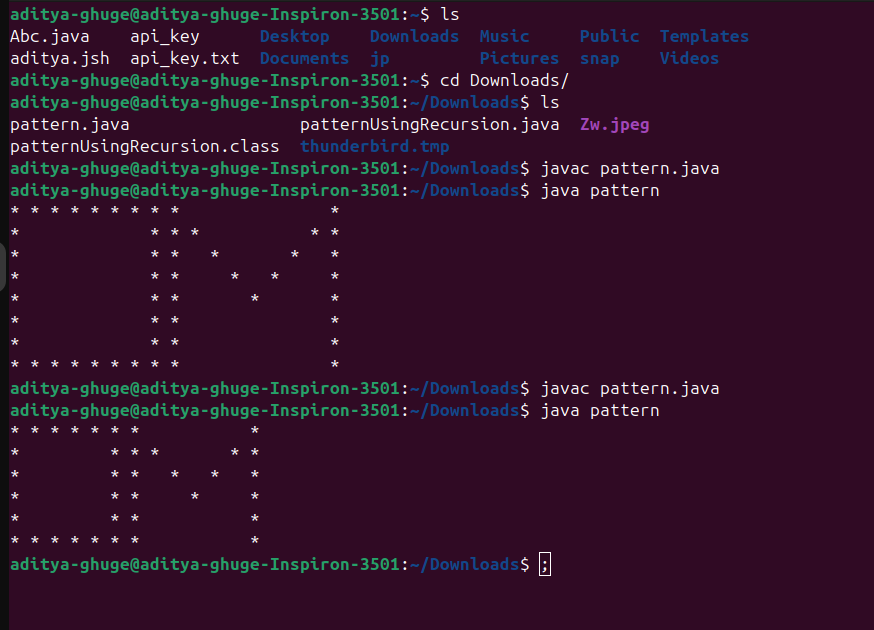 aditya-ghuge@aditya-ghuge-Inspiron-3501:~$ ls
Abc.java    api_key      Desktop    Downloads  Music     Public  Templates
aditya.jsh  api_key.txt  Documents  jp         Pictures  snap    Videos
aditya-ghuge@aditya-ghuge-Inspiron-3501:~$ cd Downloads/
aditya-ghuge@aditya-ghuge-Inspiron-3501:~/Downloads$ ls
pattern.java                 patternUsingRecursion.java  Zw.jpeg
patternUsingRecursion.class  thunderbird.tmp
aditya-ghuge@aditya-ghuge-Inspiron-3501:~/Downloads$ javac pattern.java
aditya-ghuge@aditya-ghuge-Inspiron-3501:~/Downloads$ java pattern
* * * * * * * * *               *
*             * * *           * *
*             * *   *       *   *
*             * *     *   *     *
*             * *       *       *
*             * *               *
*             * *               *
* * * * * * * * *               *
aditya-ghuge@aditya-ghuge-Inspiron-3501:~/Downloads$ javac pattern.java
aditya-ghuge@aditya-ghuge-Inspiron-3501:~/Downloads$ java pattern
* * * * * * *           *
*         * * *       * *
*         * *   *   *   *
*         * *     *     *
*         * *           *
* * * * * * *           *
aditya-ghuge@aditya-ghuge-Inspiron-3501:~/Downloads$ ;